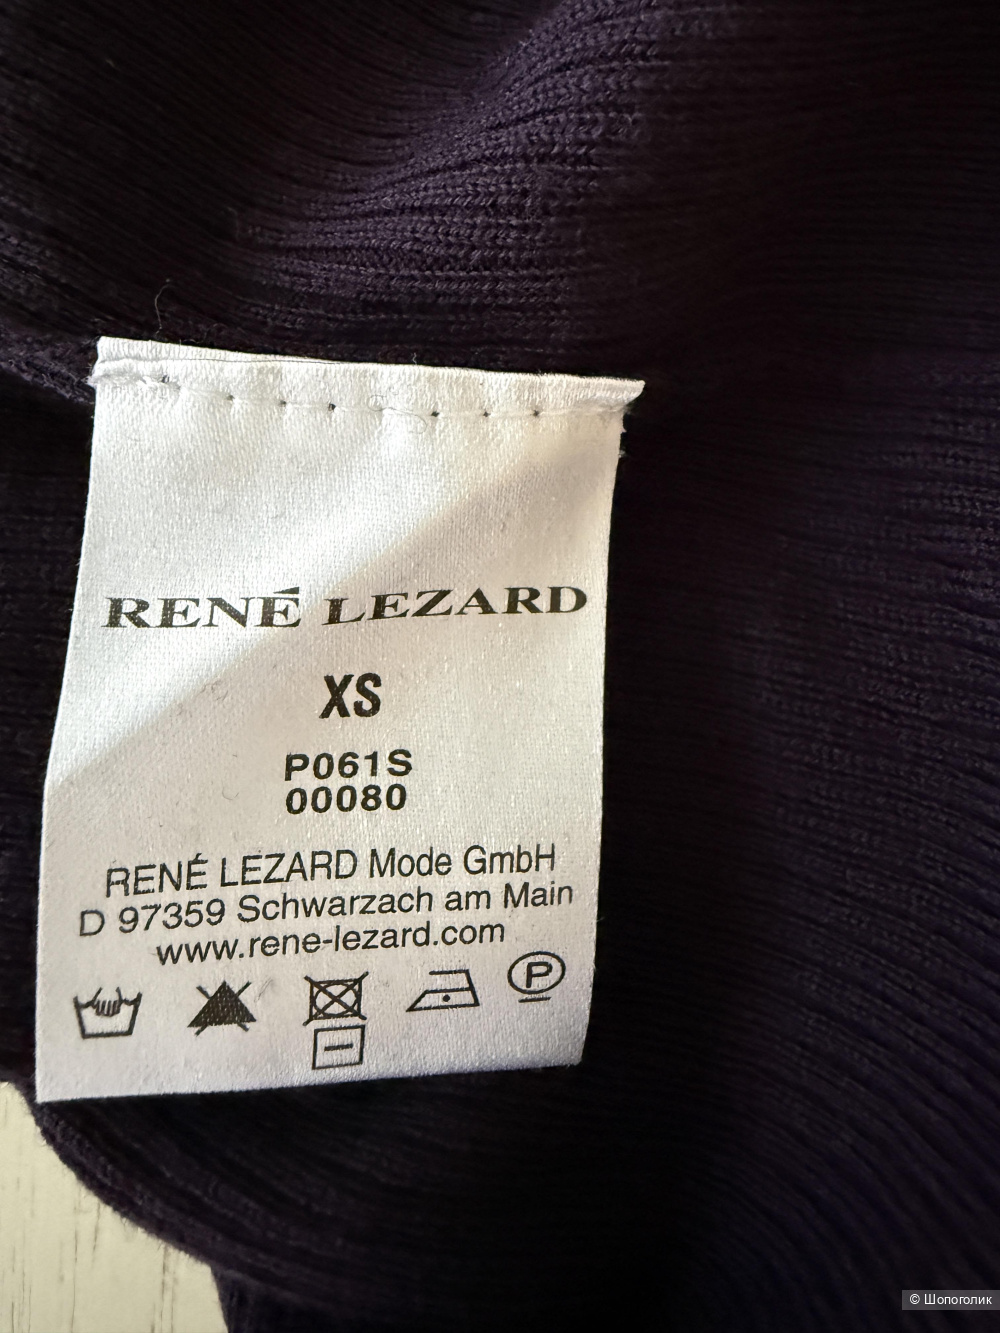 RENÉ LEZARD
XS
P061S
00080
RENÉ LEZARD Mode GmbH
D 97359 Schwarzach am Main
www.rene-lezard.com
P
© Шопоголик